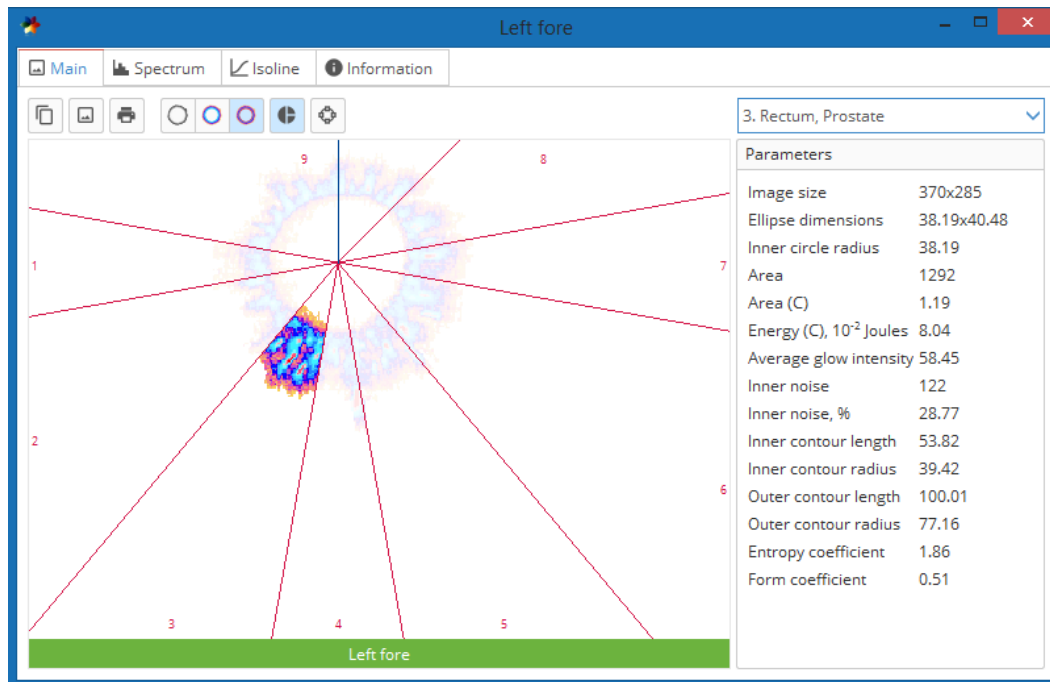 Left fore
Main Spectrum Isoline Information
3. Rectum, Prostate
Parameters
Image size 370x285
Ellipse dimensions 38.19x40.48
Inner circle radius 38.19
Area 1292
Area (C) 1.19
Energy (C), 10⁻² Joules 8.04
Average glow intensity 58.45
Inner noise 122
Inner noise, % 28.77
Inner contour length 53.82
Inner contour radius 39.42
Outer contour length 100.01
Outer contour radius 77.16
Entropy coefficient 1.86
Form coefficient 0.51
9 8
1 7
2
6
3 4 5
Left fore